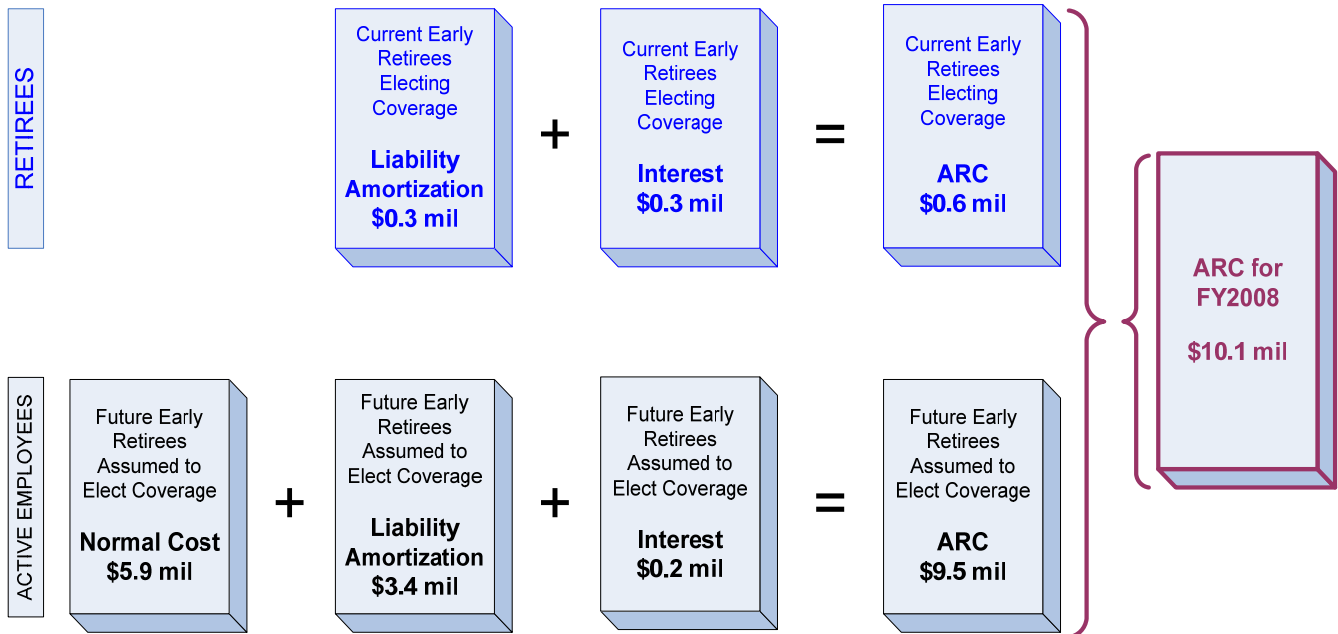 RETIREES
Current Early
Retirees
Electing
Coverage
Liability
Amortization
$0.3 mil
+
Current Early
Retirees
Electing
Coverage
Interest
$0.3 mil
=
Current Early
Retirees
Electing
Coverage
ARC
$0.6 mil
ACTIVE EMPLOYEES
Future Early
Retirees
Assumed to
Elect Coverage
Normal Cost
$5.9 mil
+
Future Early
Retirees
Assumed to
Elect Coverage
Liability
Amortization
$3.4 mil
+
Future Early
Retirees
Assumed to
Elect Coverage
Interest
$0.2 mil
=
Future Early
Retirees
Assumed to
Elect Coverage
ARC
$9.5 mil
ARC for
FY2008
$10.1 mil